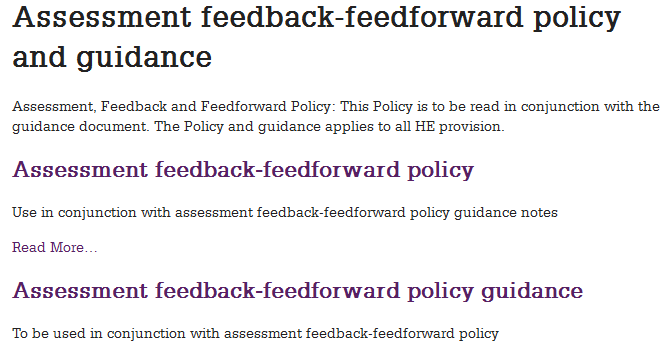 Assessment feedback-feedforward policy
and guidance
Assessment, Feedback and Feedforward Policy: This Policy is to be read in conjunction with the
guidance document. The Policy and guidance applies to all HE provision.
Assessment feedback-feedforward policy
Use in conjunction with assessment feedback-feedforward policy guidance notes
Read More…
Assessment feedback-feedforward policy guidance
To be used in conjunction with assessment feedback-feedforward policy